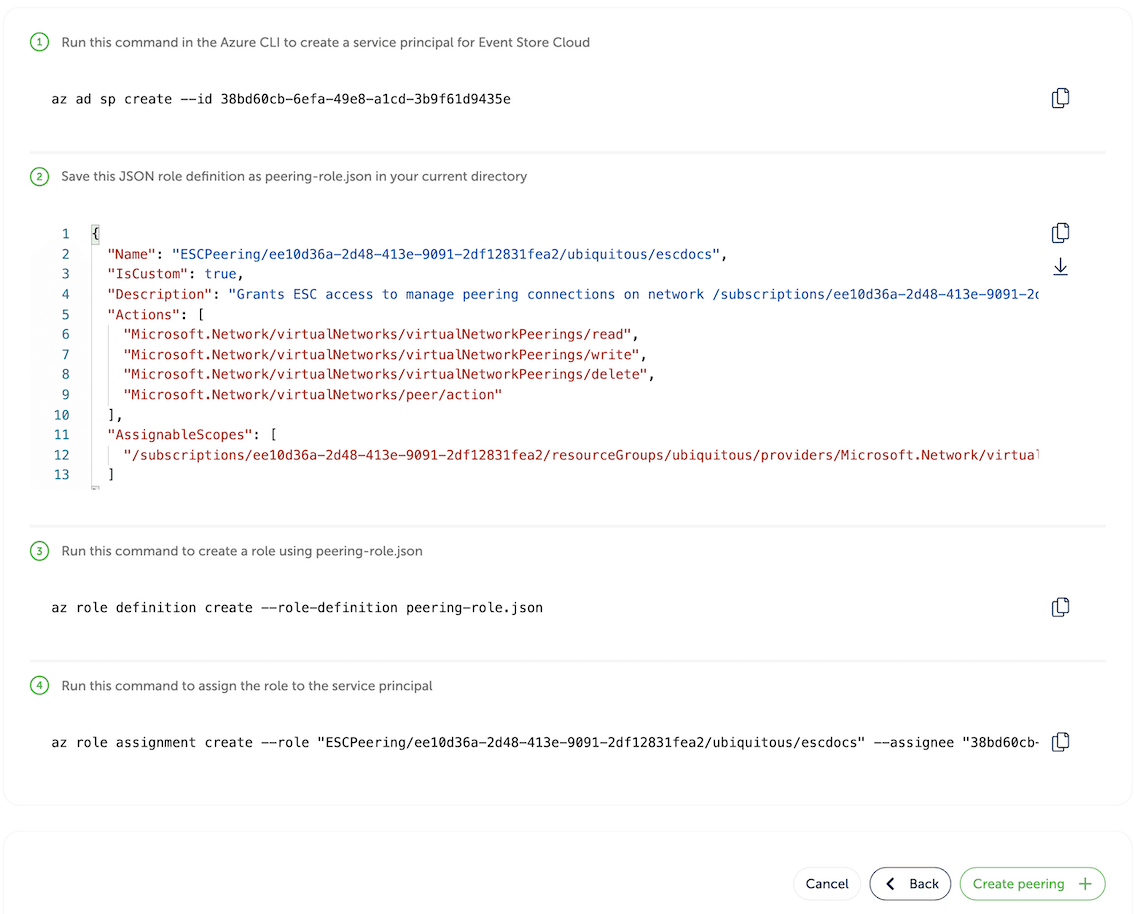 1 Run this command in the Azure CLI to create a service principal for Event Store Cloud
az ad sp create --id 38bd60cb-6efa-49e8-a1cd-3b9f61d9435e
2 Save this JSON role definition as peering-role.json in your current directory
1 {
2 "Name": "ESCPeering/ee10d36a-2d48-413e-9091-2df12831fea2/ubiquitous/escdocs",
3 "IsCustom": true,
4 "Description": "Grants ESC access to manage peering connections on network /subscriptions/ee10d36a-2d48-413e-9091-2d
5 "Actions": [
6 "Microsoft.Network/virtualNetworks/virtualNetworkPeerings/read",
7 "Microsoft.Network/virtualNetworks/virtualNetworkPeerings/write",
8 "Microsoft.Network/virtualNetworks/virtualNetworkPeerings/delete",
9 "Microsoft.Network/virtualNetworks/peer/action"
10 ],
11 "AssignableScopes": [
12 "/subscriptions/ee10d36a-2d48-413e-9091-2df12831fea2/resourceGroups/ubiquitous/providers/Microsoft.Network/virtual
13 ]
3 Run this command to create a role using peering-role.json
az role definition create --role-definition peering-role.json
4 Run this command to assign the role to the service principal
az role assignment create --role "ESCPeering/ee10d36a-2d48-413e-9091-2df12831fea2/ubiquitous/escdocs" --assignee "38bd60cb-
Cancel Back Create peering